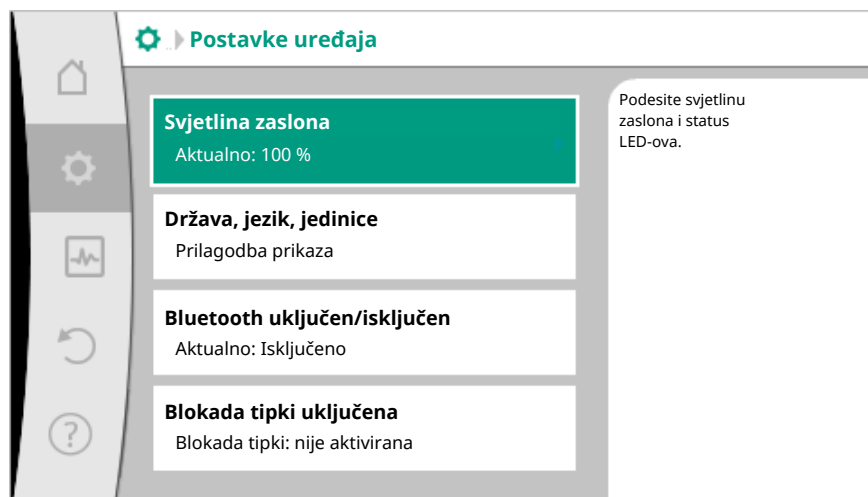 Postavke uređaja
Svjetlina zaslona
Aktualno: 100 %
Država, jezik, jedinice
Prilagodba prikaza
Bluetooth uključen/isključen
Aktualno: Isključeno
Blokada tipki uključena
Blokada tipki: nije aktivirana
Podesite svjetlinu
zaslona i status
LED-ova.
?